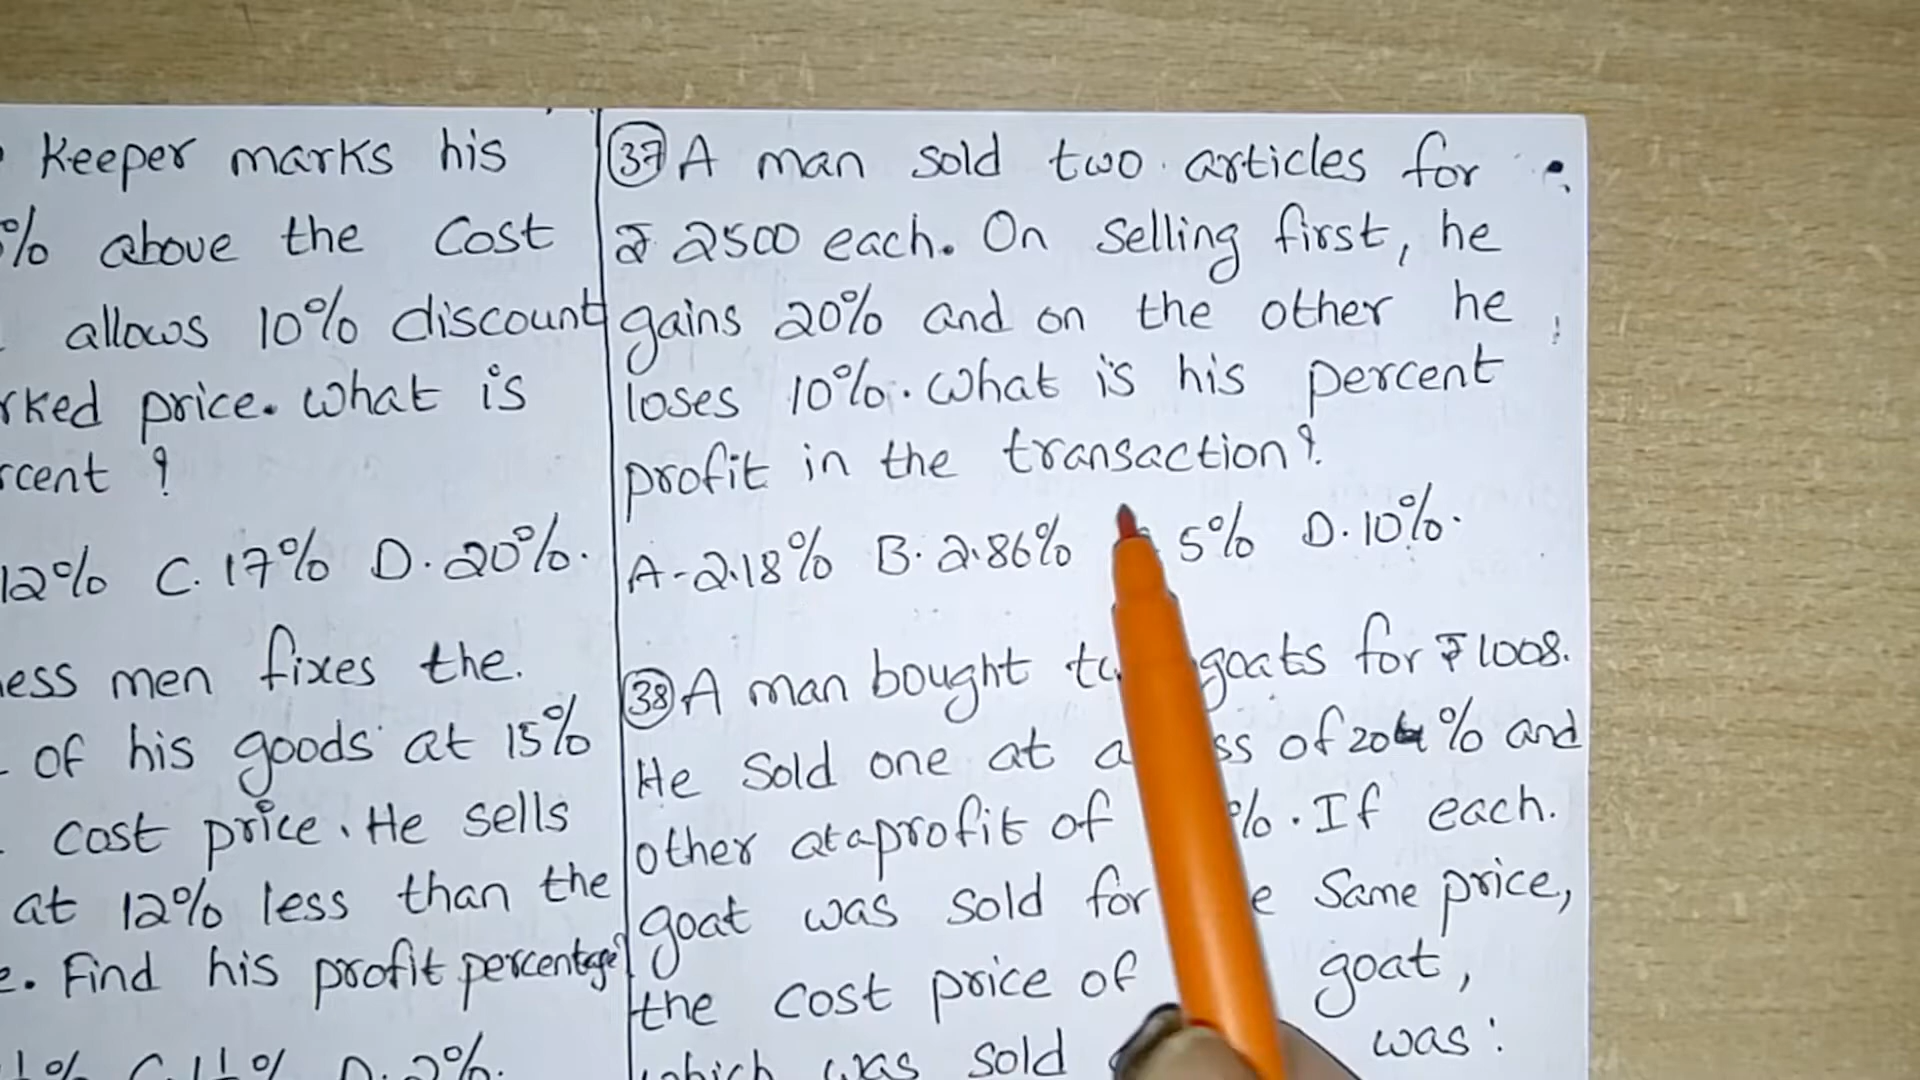 Keeper marks his
% above the Cost
allows 10% discount
rked price. What is
rcent ?
12% C. 17% D. 20%.
ess men fixes the.
of his goods at 15%
cost price. He sells
at 12% less than the
e. Find his profit percentage?
D. 2%.
37 A man sold two articles for
₹ 2500 each. On Selling first, he
gains 20% and on the other he
loses 10%. What is his percent
profit in the transaction?
A-2.18% B. 2.86% 5% D. 10%.
38 A man bought goats for ₹ 1008.
He Sold one at a ss of 20% and
other at a profit of %. If each.
goat was sold for e Same price,
the cost price of goat,
which was sold was: